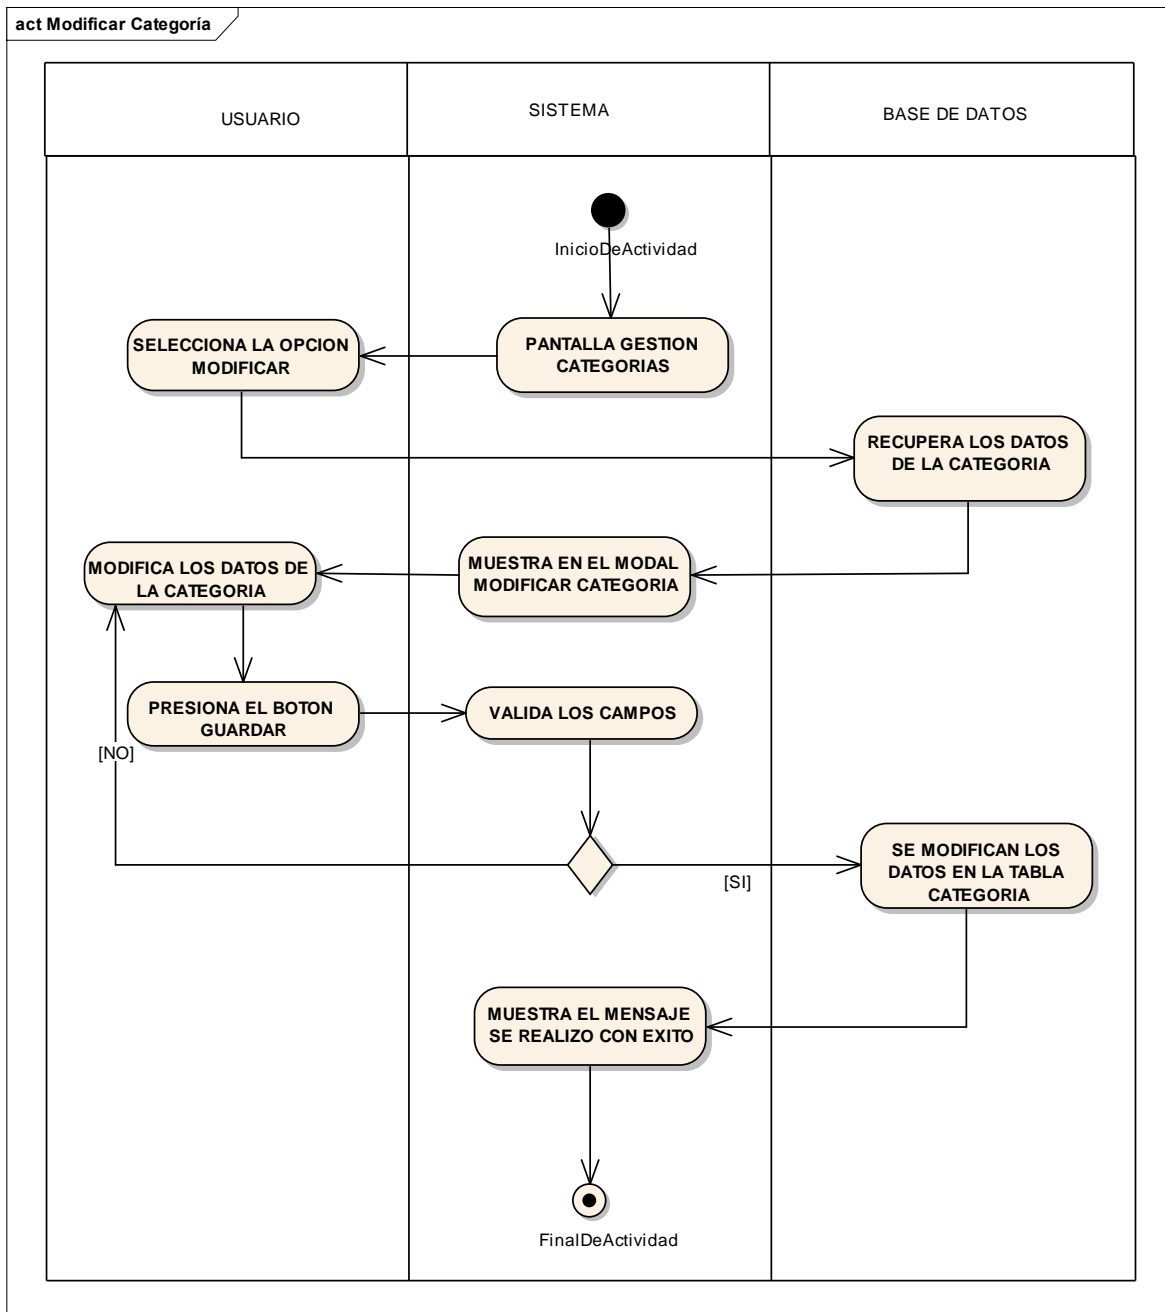 act Modificar Categoría
USUARIO
SISTEMA
BASE DE DATOS
InicioDeActividad
SELECCIONA LA OPCION
MODIFICAR
PANTALLA GESTION
CATEGORIAS
RECUPERA LOS DATOS
DE LA CATEGORIA
MODIFICA LOS DATOS DE
LA CATEGORIA
MUESTRA EN EL MODAL
MODIFICAR CATEGORIA
PRESIONA EL BOTON
GUARDAR
VALIDA LOS CAMPOS
[NO]
[SI]
SE MODIFICAN LOS
DATOS EN LA TABLA
CATEGORIA
MUESTRA EL MENSAJE
SE REALIZO CON EXITO
FinalDeActividad